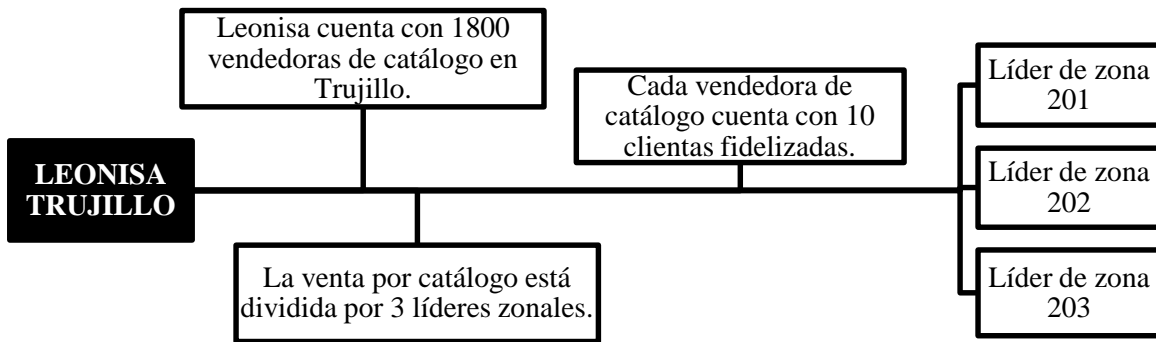 Leonisa cuenta con 1800
vendedoras de catálogo en
Trujillo.
Cada vendedora de
catálogo cuenta con 10
clientas fidelizadas.
Líder de zona
201
LEONISA
TRUJILLO
Líder de zona
202
La venta por catálogo está
dividida por 3 líderes zonales.
Líder de zona
203